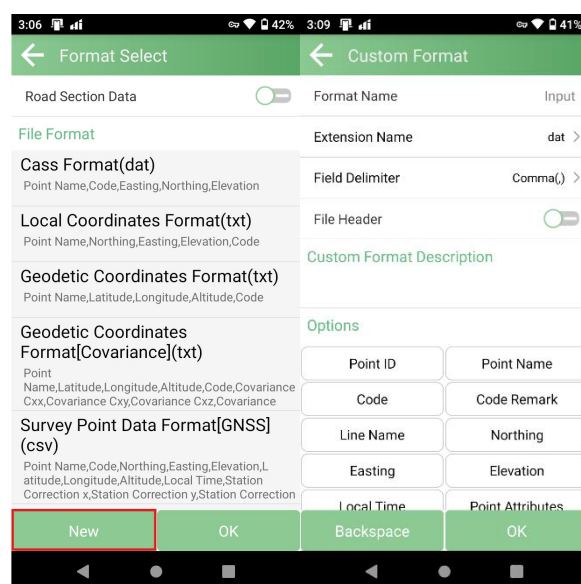 3:06 42%
Format Select
Road Section Data
File Format
Cass Format(dat)
Point Name,Code,Easting,Northing,Elevation
Local Coordinates Format(txt)
Point Name,Northing,Easting,Elevation,Code
Geodetic Coordinates Format(txt)
Point Name,Latitude,Longitude,Altitude,Code
Geodetic Coordinates
Format[Covariance](txt)
Point
Name,Latitude,Longitude,Altitude,Code,Covariance
Cxx,Covariance Cxy,Covariance Cxz,Covariance
Survey Point Data Format[GNSS]
(csv)
Point Name,Code,Northing,Easting,Elevation,L
atitude,Longitude,Altitude,Local Time,Station
Correction x,Station Correction y,Station Correction
New OK
3:09 41%
Custom Format
Format Name Input
Extension Name dat >
Field Delimiter Comma(,) >
File Header
Custom Format Description
Options
Point ID Point Name
Code Code Remark
Line Name Northing
Easting Elevation
Local Time Point Attributes
Backspace OK